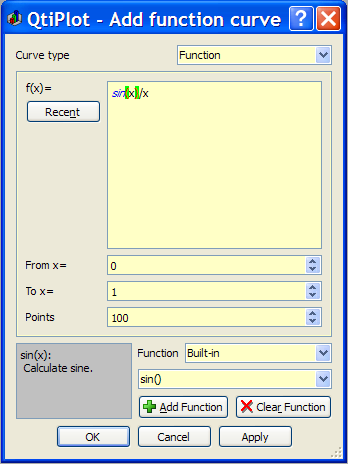 QtiPlot - Add function curve
Curve type Function
f(x)= sin(x)/x
Recent
From x= 0
To x= 1
Points 100
sin(x):
Calculate sine.
Function Built-in
sin()
Add Function Clear Function
OK Cancel Apply